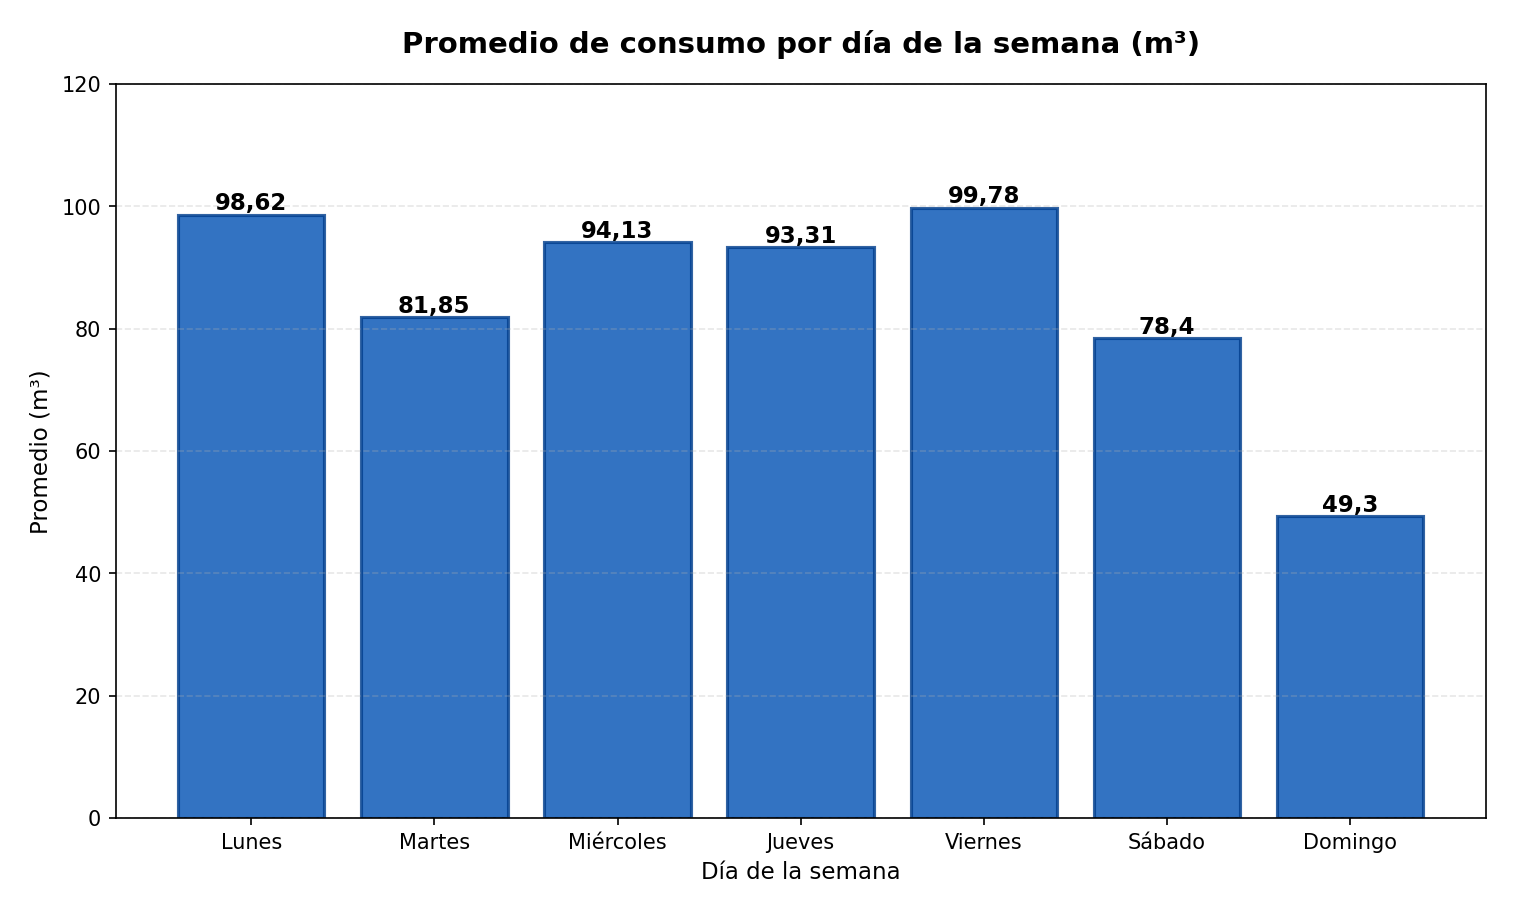 Promedio de consumo por día de la semana (m³)
Promedio (m³)
120
100
80
60
40
20
0
98,62
81,85
94,13
93,31
99,78
78,4
49,3
Lunes
Martes
Miércoles
Jueves
Viernes
Sábado
Domingo
Día de la semana